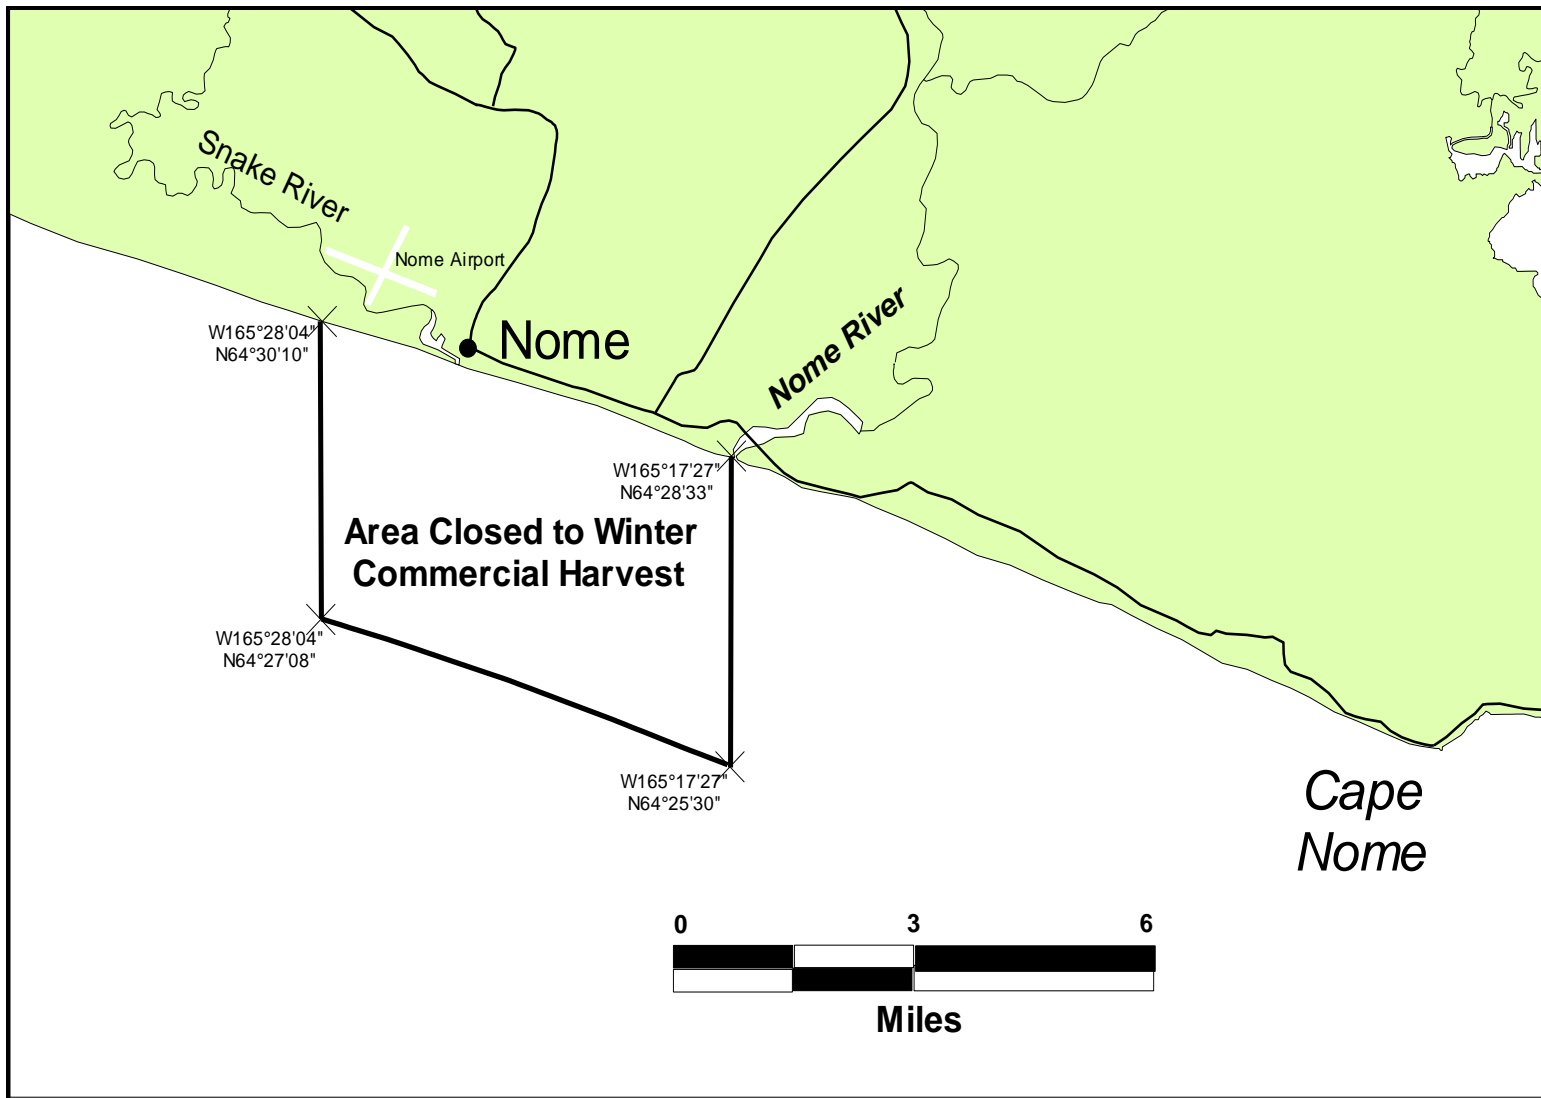 Snake River
Nome Airport
Nome
Nome River
W165°28'04"
N64°30'10"
W165°17'27"
N64°28'33"
Area Closed to Winter
Commercial Harvest
W165°28'04"
N64°27'08"
W165°17'27"
N64°25'30"
Cape
Nome
0 3 6
Miles